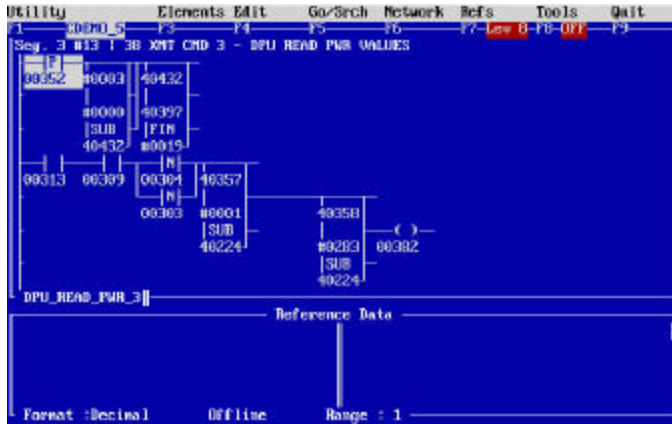 Utility Elements Edit Go/Srch Network Refs Tools Quit
F1 XDEMO_5 F3 F4 F5 F6 F7-Lev 8-F8-OFF F9
Seg. 3 #13 | 38 XMT CMD 3 - DPU READ PWR VALUES
P
00352 #0003 40432
#0000 40397
SUB FIN
40432 #0019
N
00313 00309 00304 40357
N
00303 #0001 40358
SUB ( )
40224 #0283 00382
SUB
40224
DPU_READ_PWR_3
Reference Data
Format :Decimal Offline Range : 1